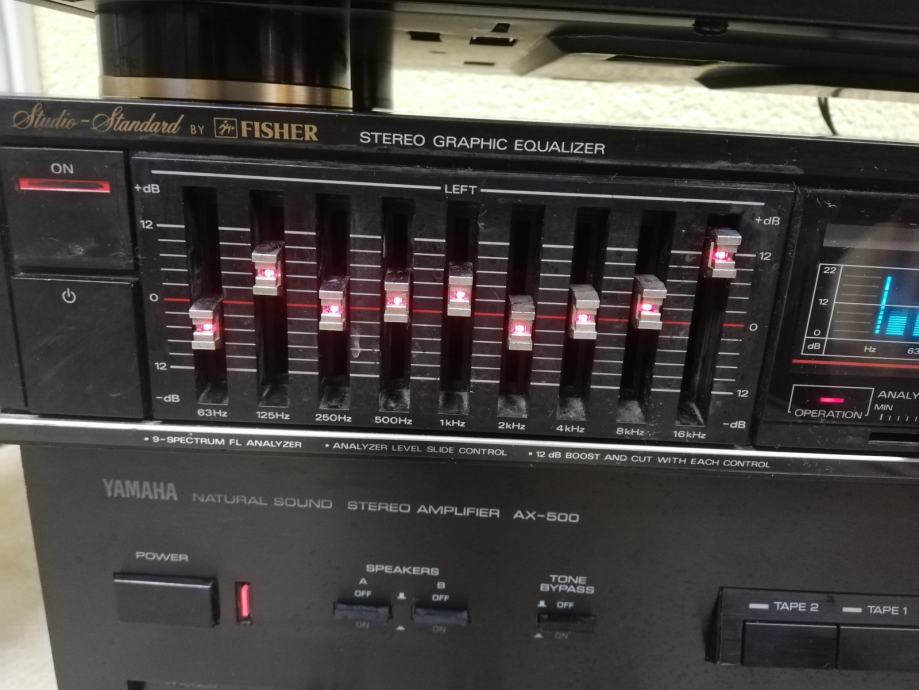 Studio-Standard BY FISHER STEREO GRAPHIC EQUALIZER
ON
+dB LEFT +dB
12 12
0 0
12 12
-dB -dB
63Hz 125Hz 250Hz 500Hz 1kHz 2kHz 4kHz 8kHz 16kHz
22
12
0
dB Hz 63
OPERATION
ANALY
MIN
• 9-SPECTRUM FL ANALYZER • ANALYZER LEVEL SLIDE CONTROL • 12 dB BOOST AND CUT WITH EACH CONTROL
YAMAHA NATURAL SOUND STEREO AMPLIFIER AX-500
POWER
SPEAKERS
A B
OFF OFF
ON ON
TONE
BYPASS
OFF
ON
TAPE 2 TAPE 1